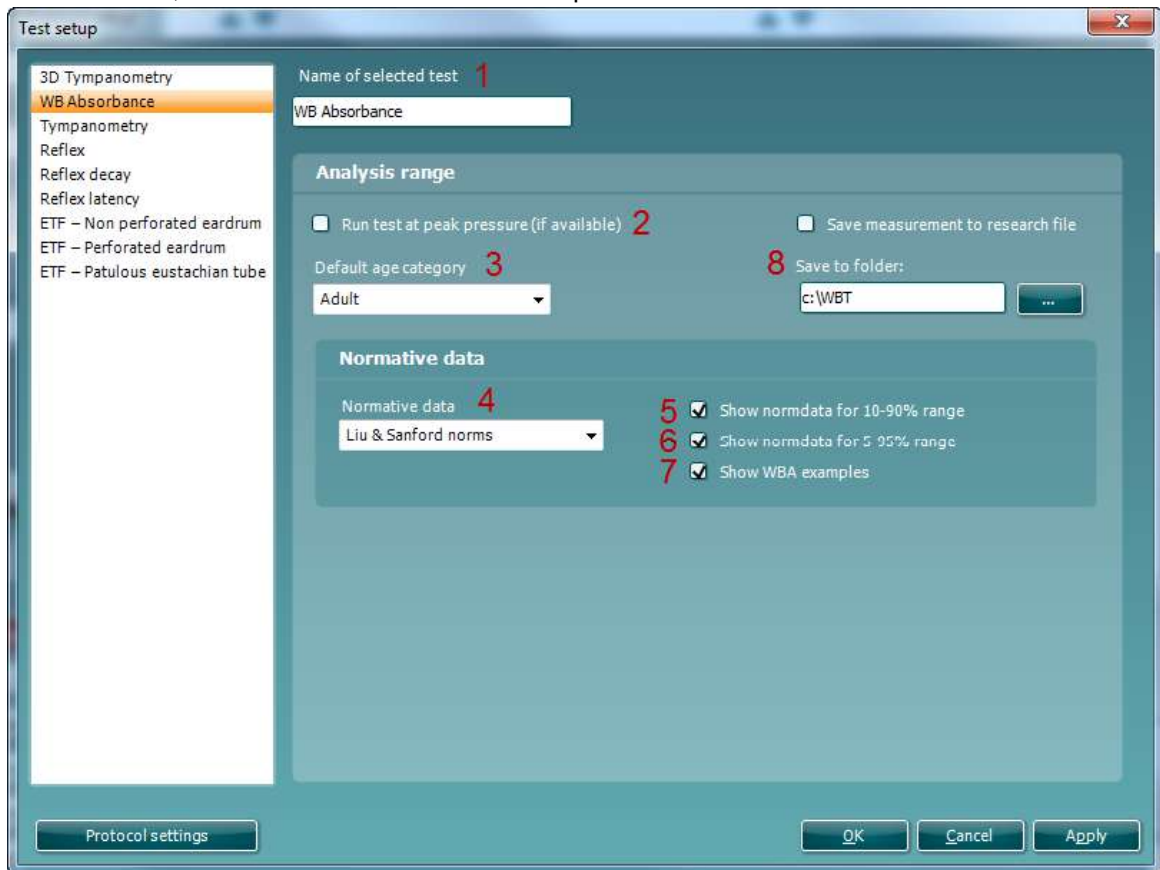 Test setup
3D Tympanometry
WB Absorbance
Tympanometry
Reflex
Reflex decay
Reflex latency
ETF – Non perforated eardrum
ETF – Perforated eardrum
ETF – Patulous eustachian tube
Name of selected test 1
WB Absorbance
Analysis range
Run test at peak pressure (if available) 2
Save measurement to research file
Default age category 3
Adult
8 Save to folder:
c:\WBT
...
Normative data
Normative data 4
Liu & Sanford norms
5 Show normdata for 10-90% range
6 Show normdata for 5-95% range
7 Show WBA examples
Protocol settings
OK
Cancel
Apply